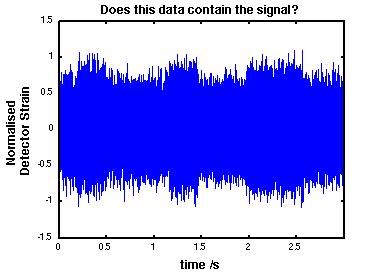 Does this data contain the signal?
1.5
1
0.5
0
-0.5
-1
-1.5
Normalised
Detector Strain
0 0.5 1 1.5 2 2.5
time /s